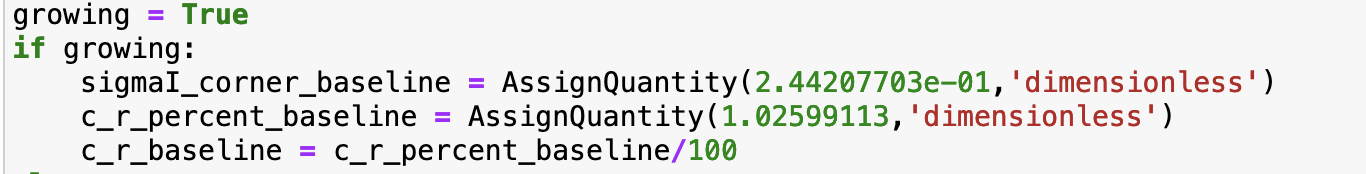 growing = True
if growing:
    sigmaI_corner_baseline = AssignQuantity(2.44207703e-01,'dimensionless')
    c_r_percent_baseline = AssignQuantity(1.02599113,'dimensionless')
    c_r_baseline = c_r_percent_baseline/100